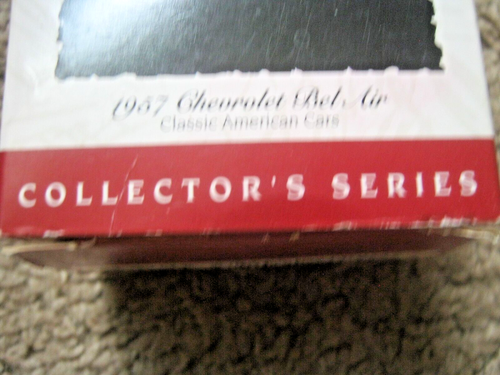 1957 Chevrolet Bel Air
Classic American Cars
COLLECTOR'S SERIES